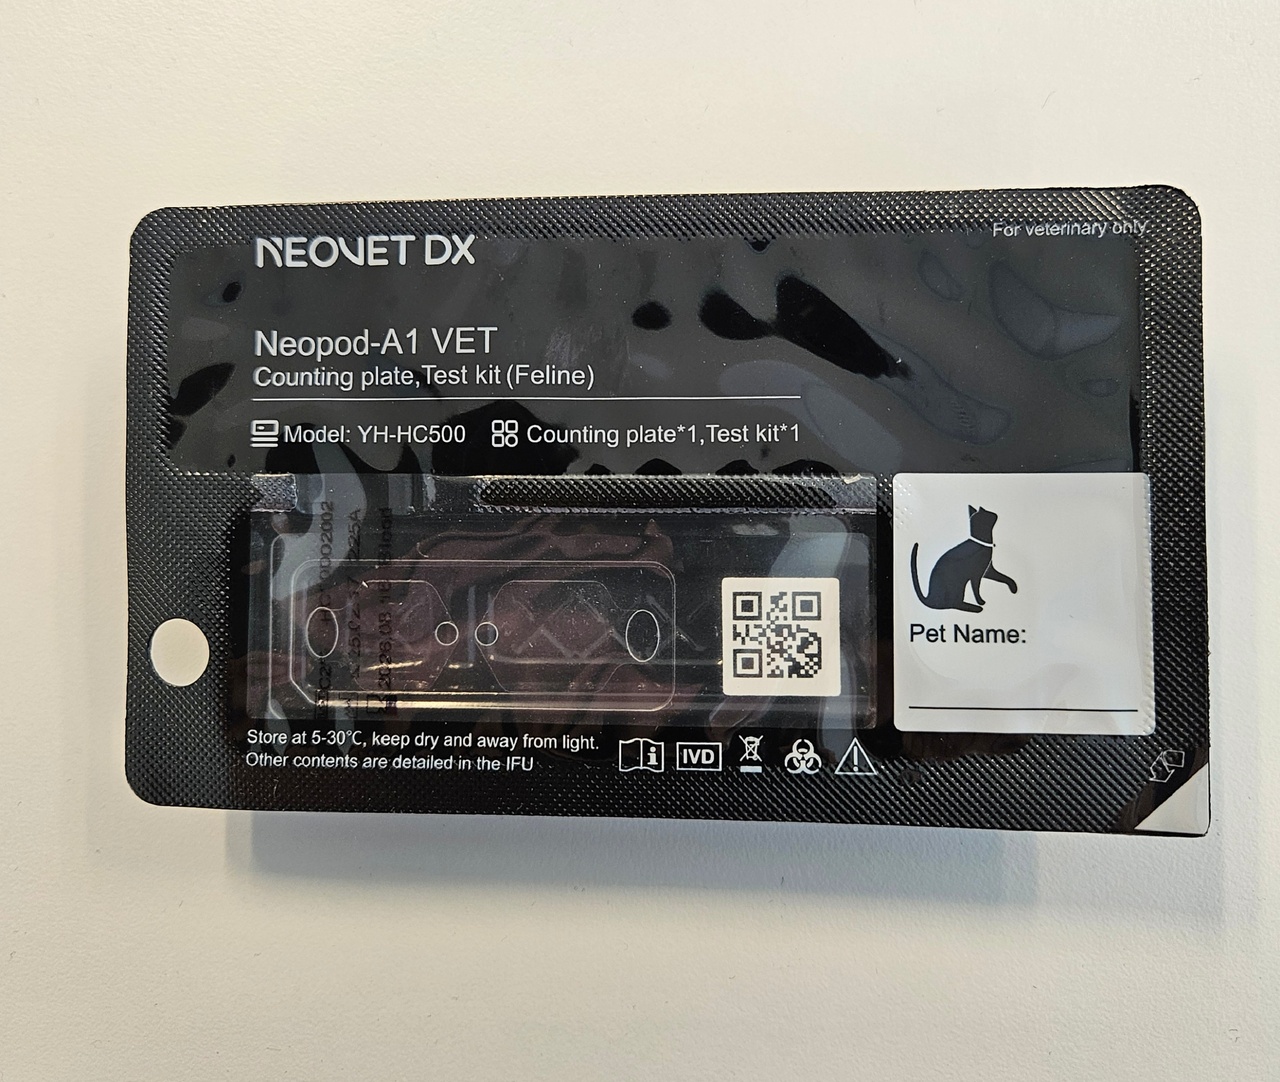 NEOVET DX
For veterinary only.
Neopod-A1 VET
Counting plate,Test kit (Feline)
Model: YH-HC500
Counting plate*1,Test kit*1
Pet Name:
Store at 5-30℃, keep dry and away from light.
Other contents are detailed in the IFU
IVD